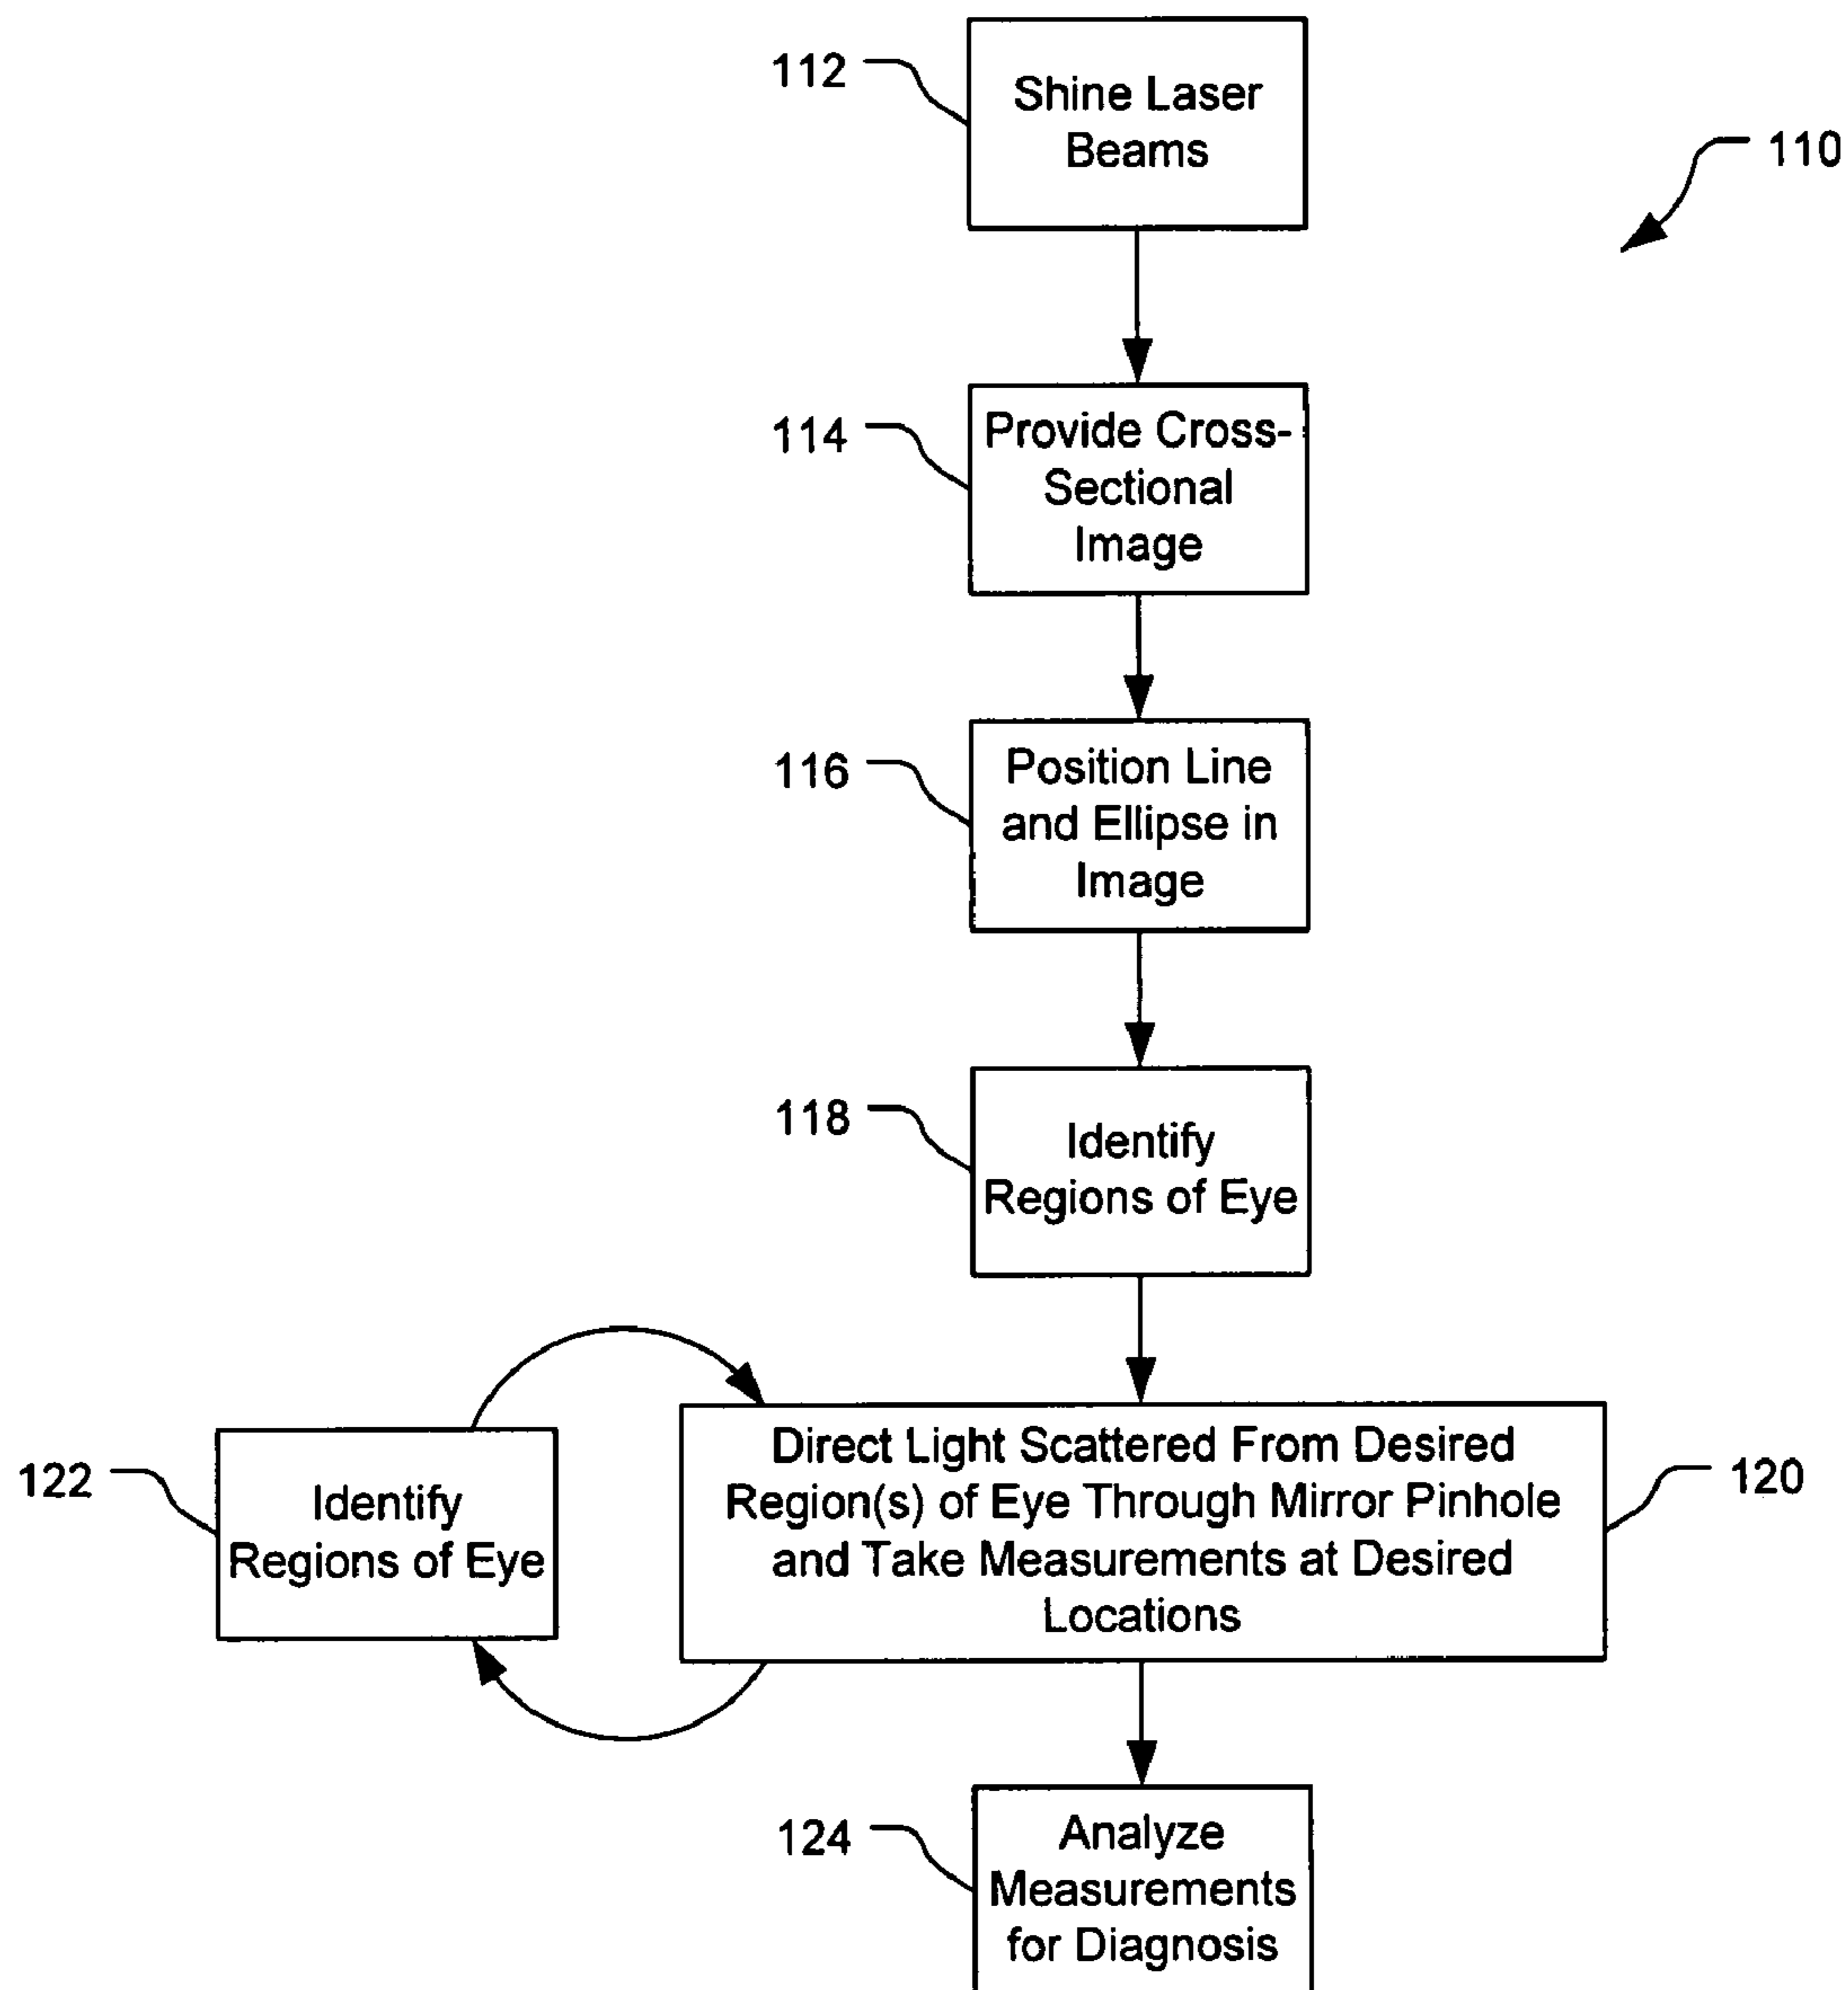 112
Shine Laser
Beams
110
114
Provide Cross-
Sectional
Image
116
Position Line
and Ellipse in
Image
118
Identify
Regions of Eye
122
Identify
Regions of Eye
Direct Light Scattered From Desired
Region(s) of Eye Through Mirror Pinhole
and Take Measurements at Desired
Locations
120
124
Analyze
Measurements
for Diagnosis